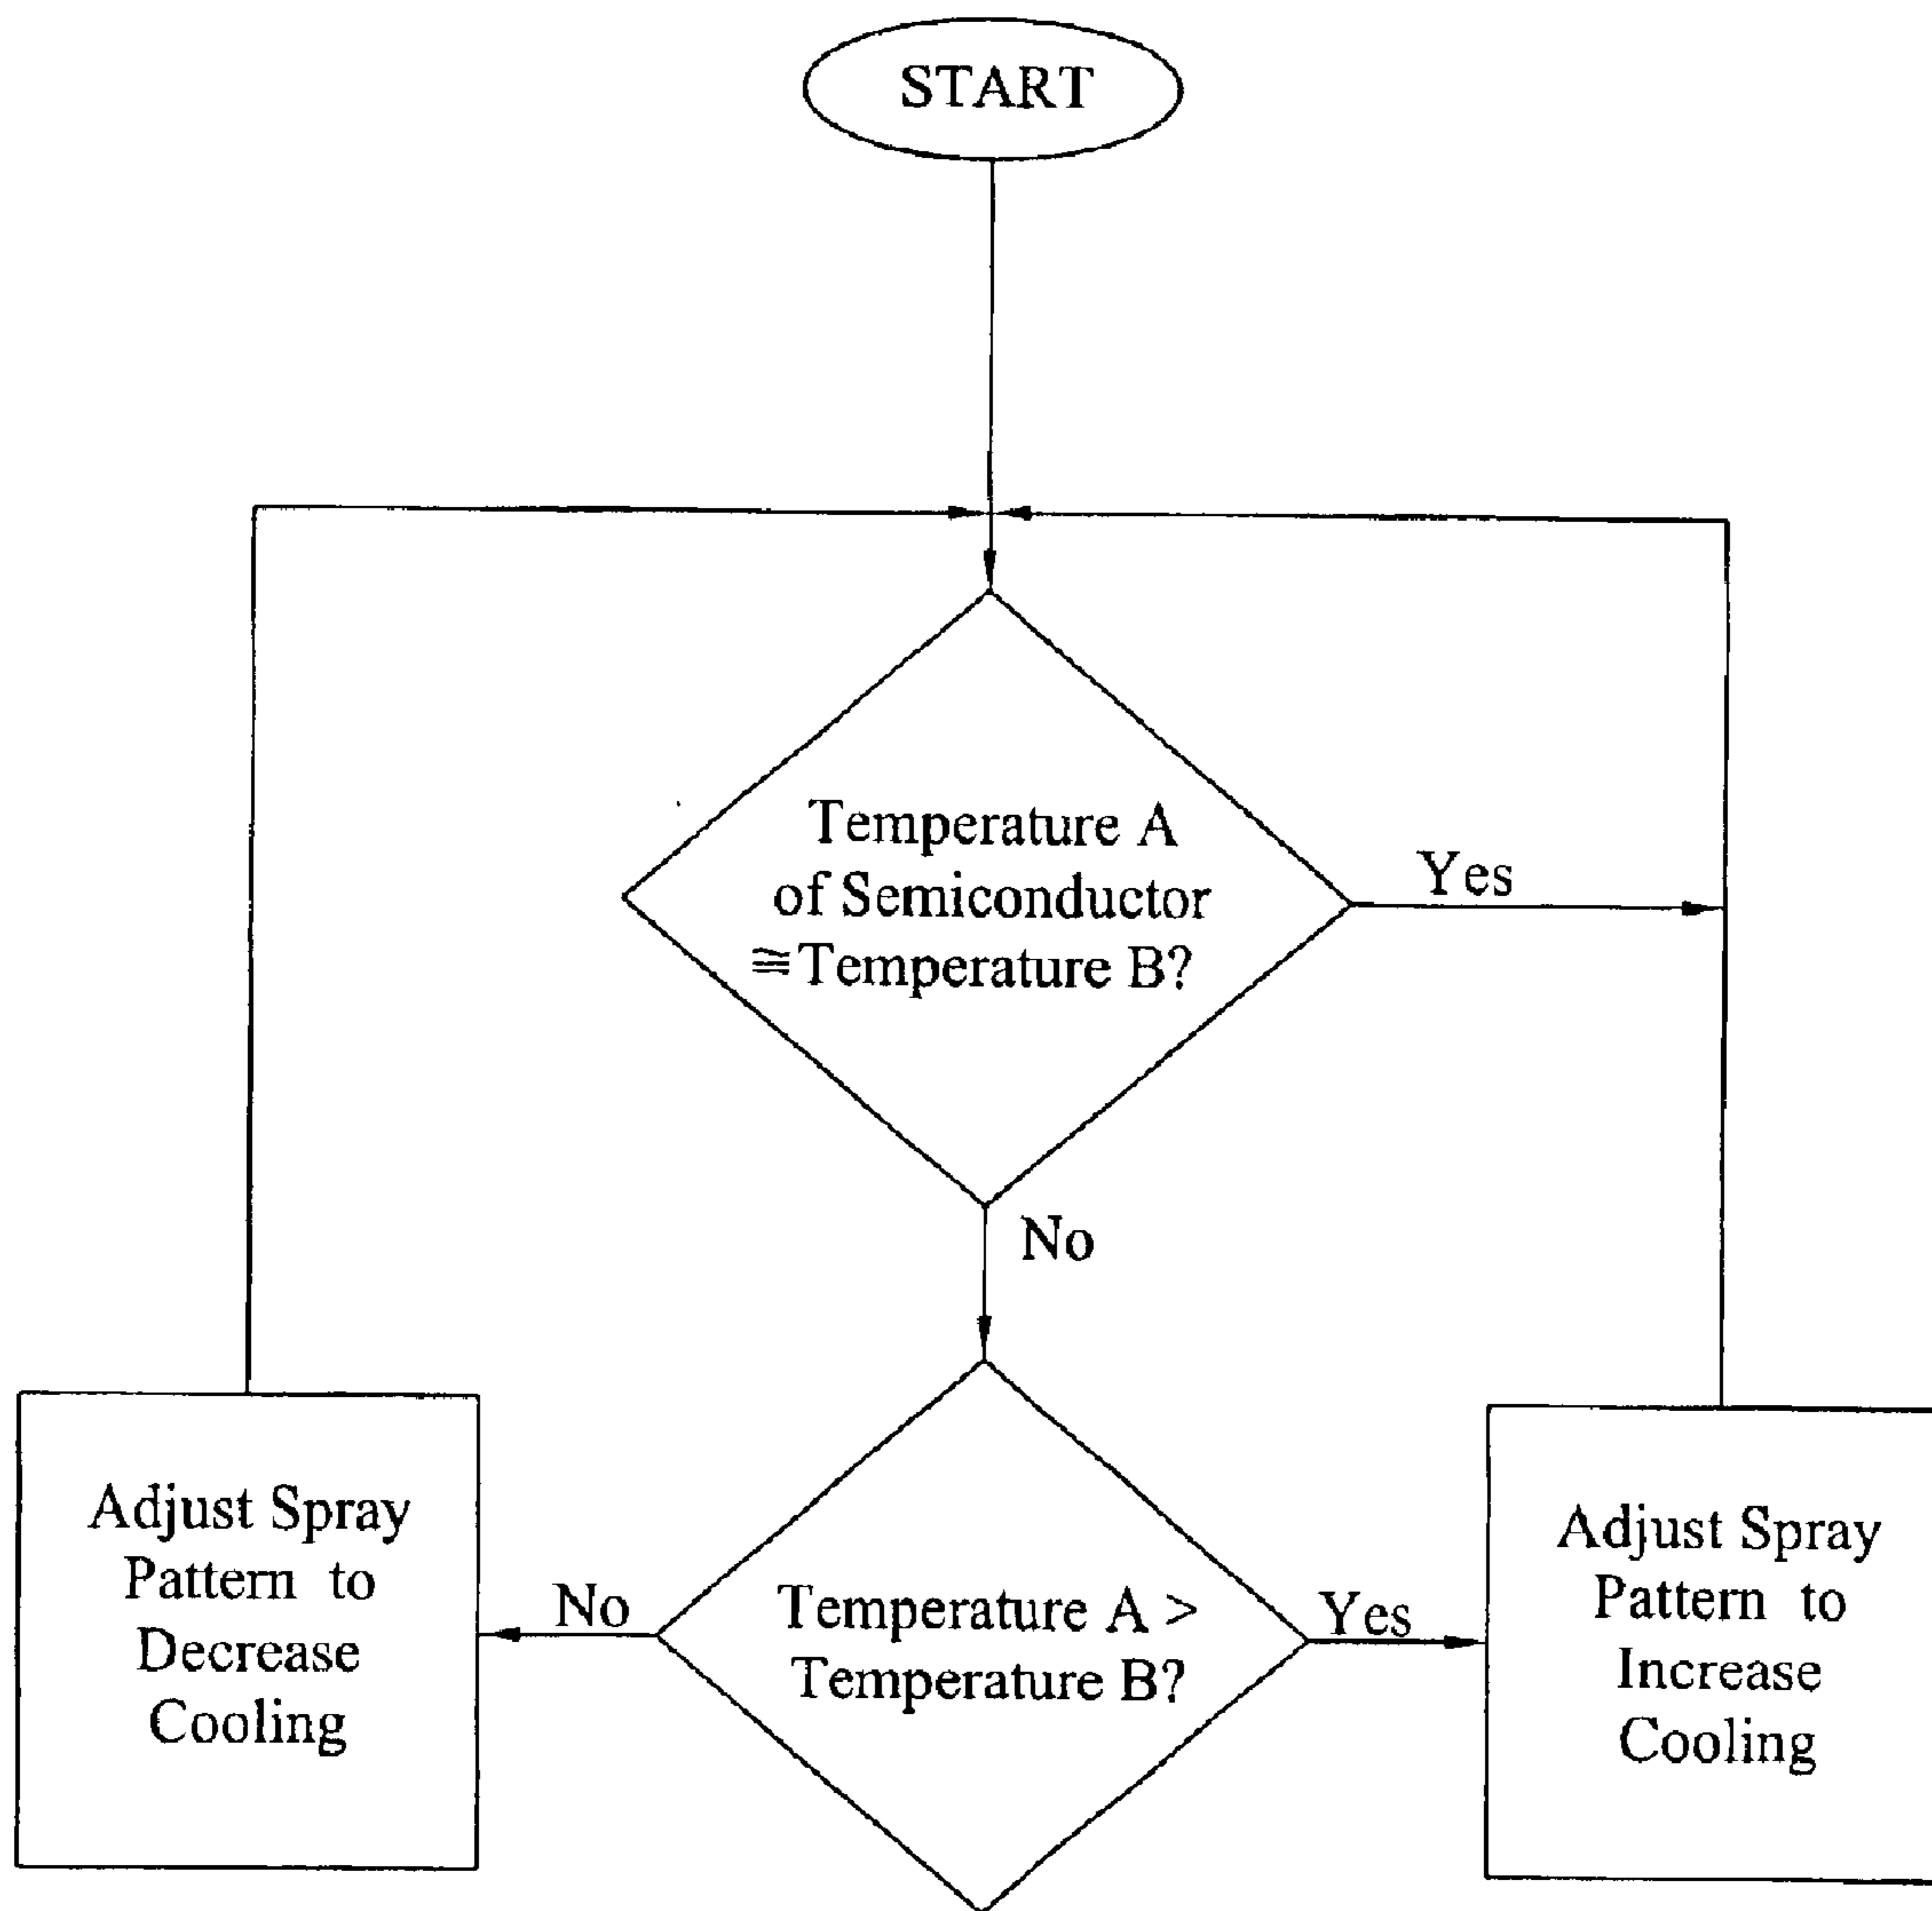 START
Temperature A
of Semiconductor
≅Temperature B?
Yes
No
Adjust Spray
Pattern to
Decrease
Cooling
No
Temperature A >
Temperature B?
Yes
Adjust Spray
Pattern to
Increase
Cooling